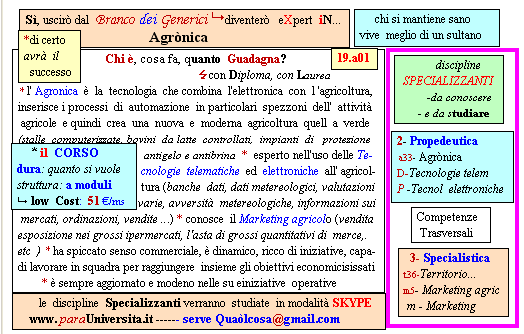 Sì, uscirò dal Branco dei Generici ↳diventerò eXpert iN...
Agrònica
chi si mantiene sano
vive meglio di un sultano
*di certo
avrà il
successo
Chi è, cosa fa, quanto Guadagna?
con Diploma, con Laurea
19.a01
* l' Agronica è la tecnologia che combina l'elettronica con l'agricoltura,
inserisce i processi di automazione in particolari spezzoni dell' attività
agricole e quindi crea una nuova e moderna agricoltura quell a verde
(stalle computerizzate, bovini da latte controllati, impianti di protezione
antigelo e antibrina * esperto nell'uso delle Te-
cnologie telematiche ed elettroniche all'agricol-
tura (banche dati, dati metereologici, valutazioni
varie, avversità metereologiche, informazioni sui
mercati, ordinazioni, vendite ...) * conosce il Marketing agricolo (vendita
esposizione nei grossi ipermercati, l'asta di grossi quantitativi di merce,.
etc ) * ha spiccato senso commerciale, è dinamico, ricco di iniziative, capa-
di lavorare in squadra per raggiungere insieme gli obiettivi economicisissati
* è sempre aggiornato e modeno nelle su einiziative operative
* il CORSO
dura: quanto si vuole
struttura: a moduli
↳ low Cost: 51 €/ms
le discipline Specializzanti verranno studiate in modalità SKYPE
www.paraUniversita.it ------ serve Quaòlcosa@gmail.com
discipline
SPECIALIZZANTI
-da conoscere
- e da studiare
2- Propedeutica
a33- Agrònica
D-Tecnologie telem
P -Tecnol elettroniche
Competenze
Trasversali
3- Specialistica
t36-Territorio...
m5- Marketing agric
m - Marketing